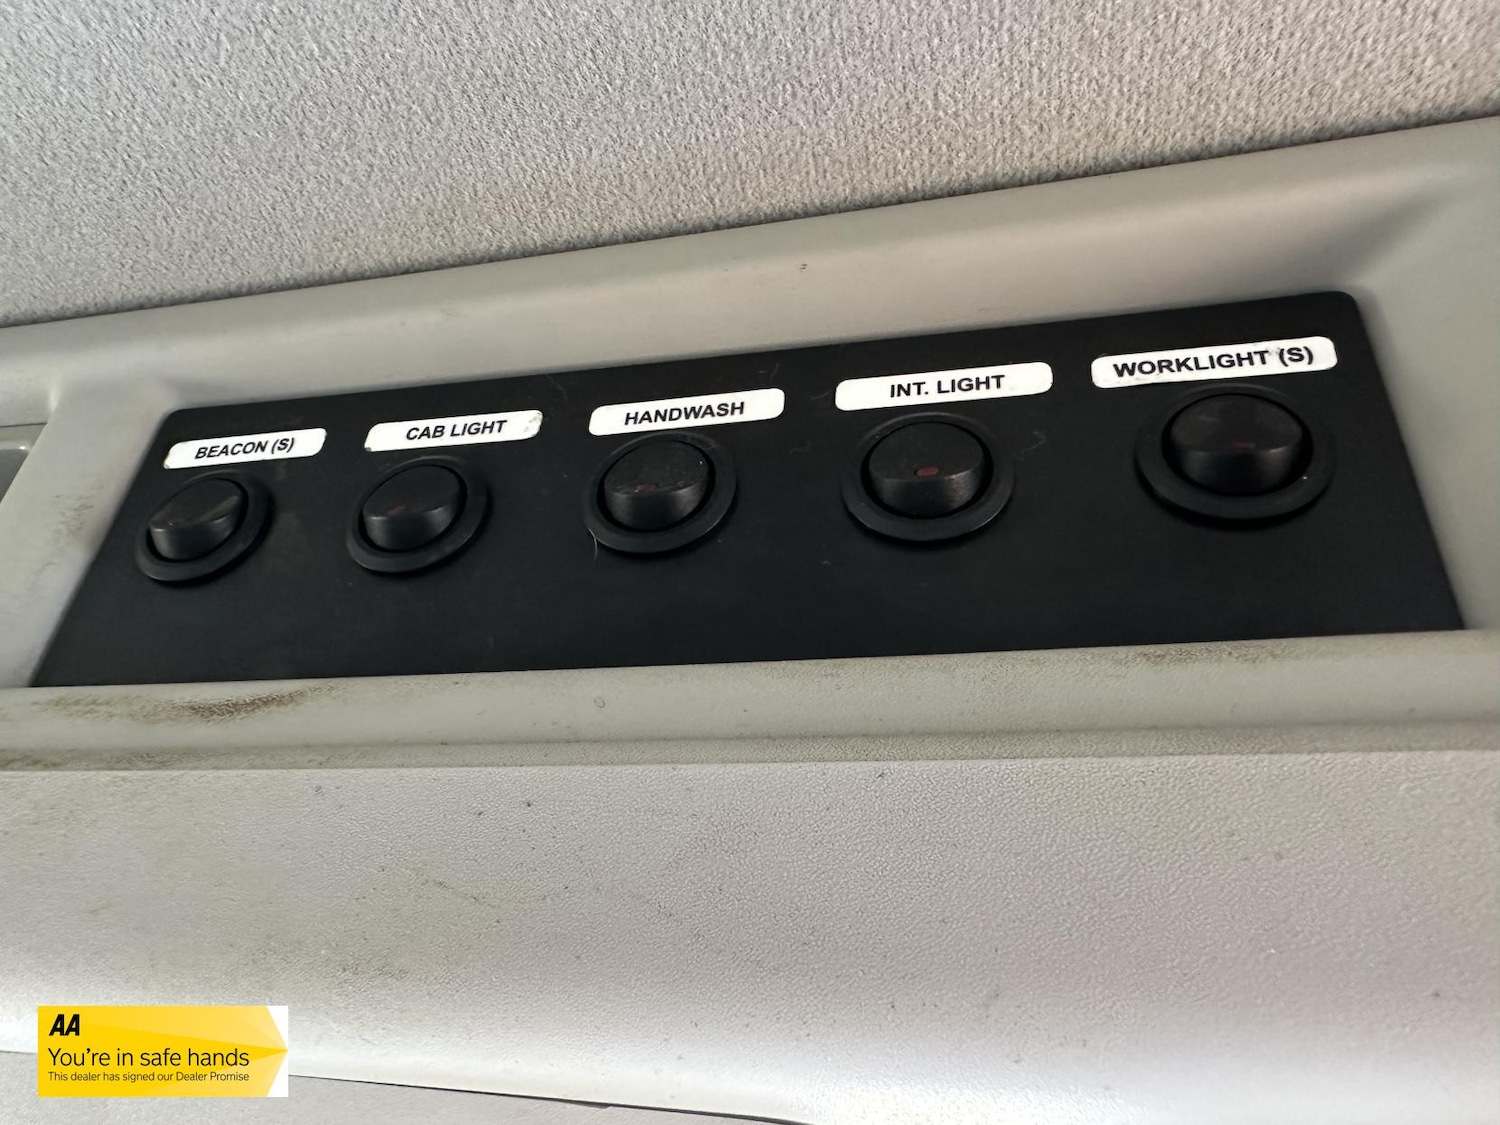 BEACON (S)
CAB LIGHT
HANDWASH
INT. LIGHT
WORKLIGHT (S)
AA
You're in safe hands
This dealer has signed our Dealer Promise